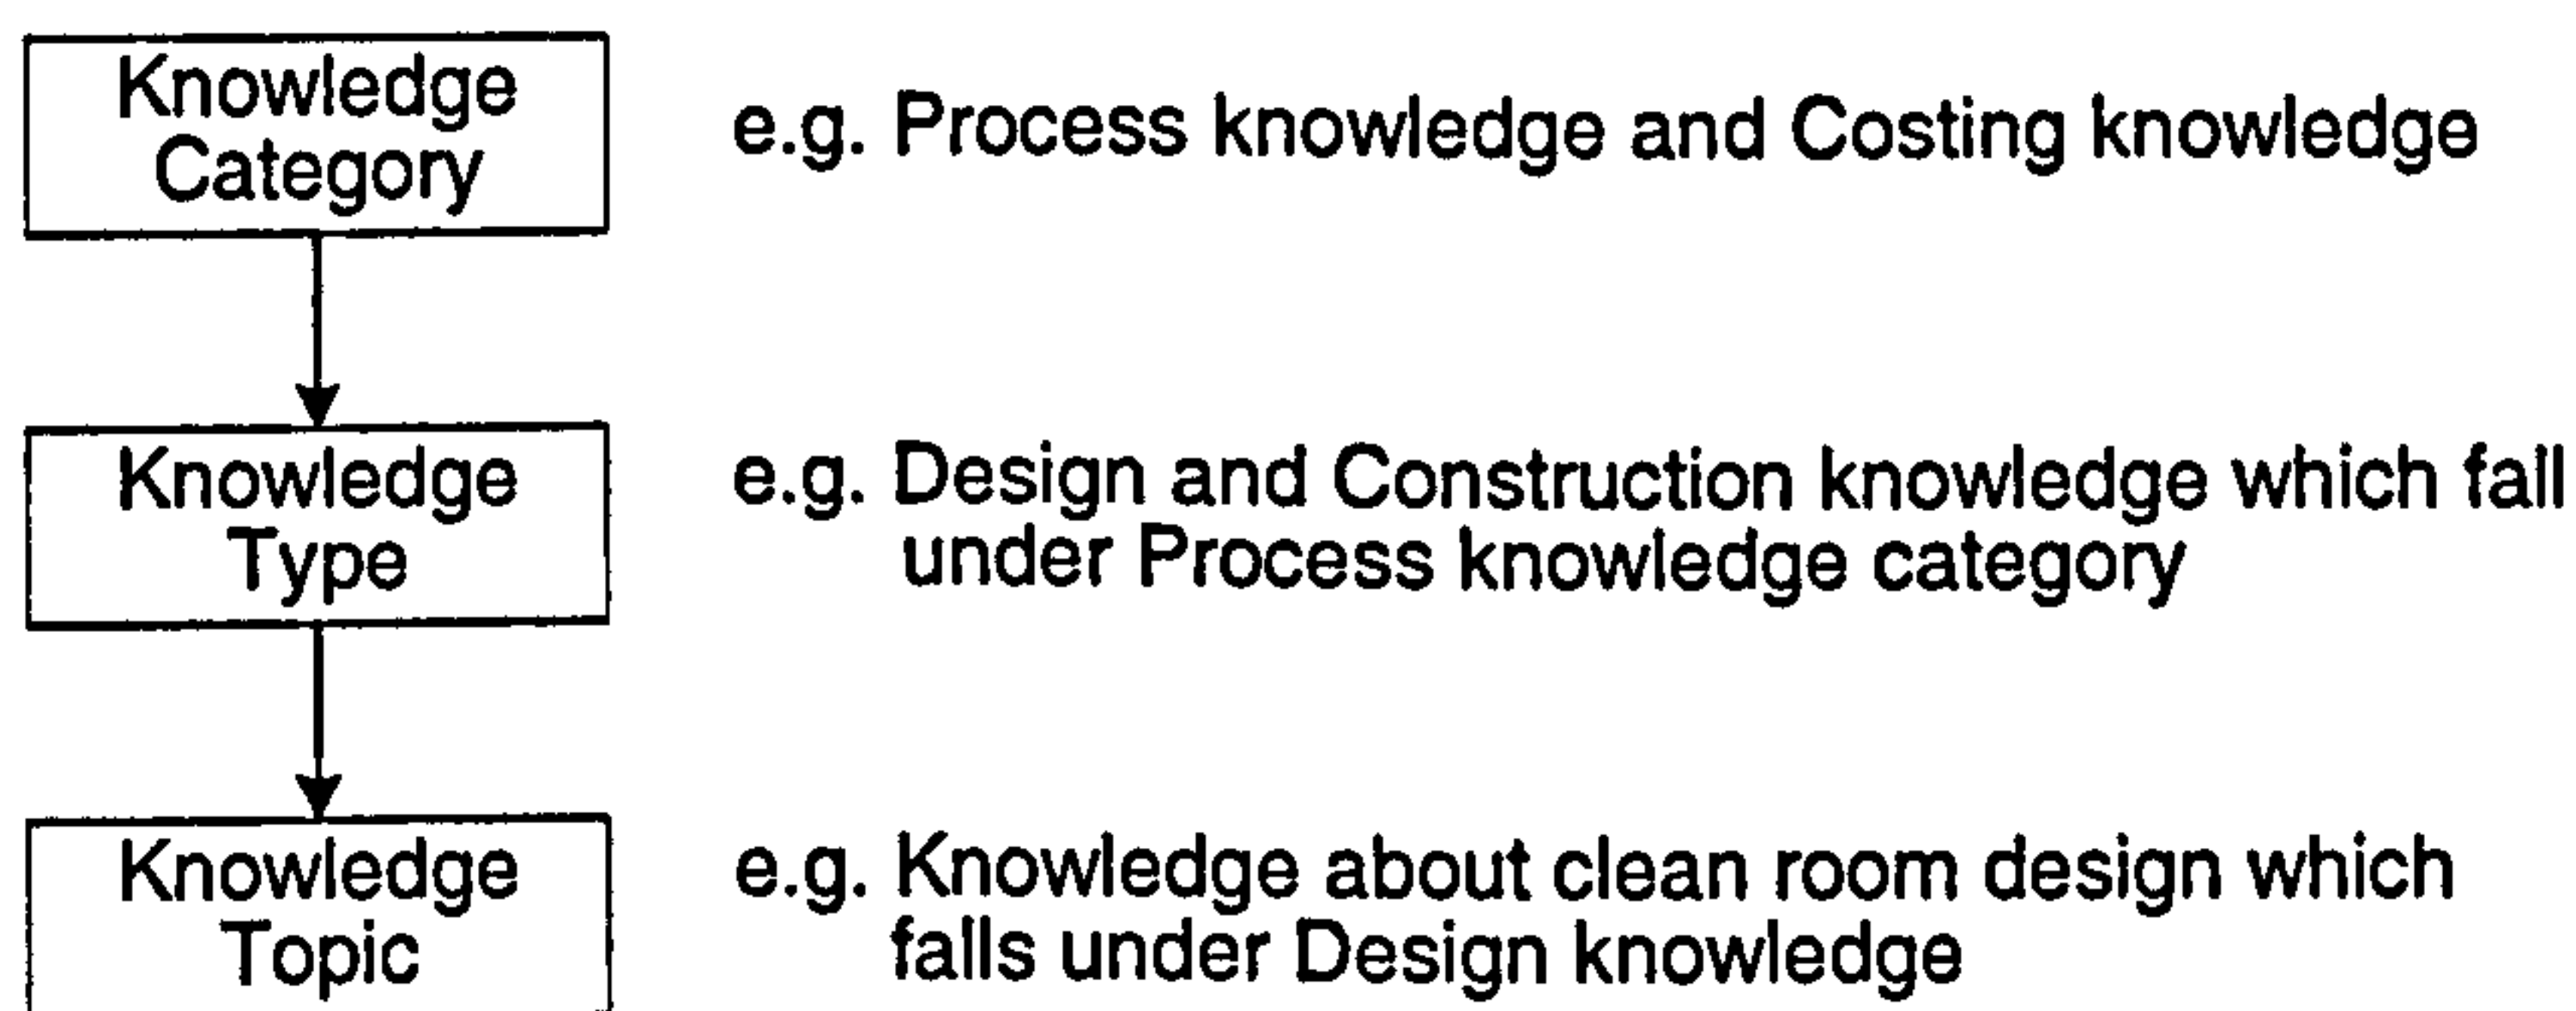 Knowledge
Category
e.g. Process knowledge and Costing knowledge
Knowledge
Type
e.g. Design and Construction knowledge which fall
under Process knowledge category
Knowledge
Topic
e.g. Knowledge about clean room design which
falls under Design knowledge